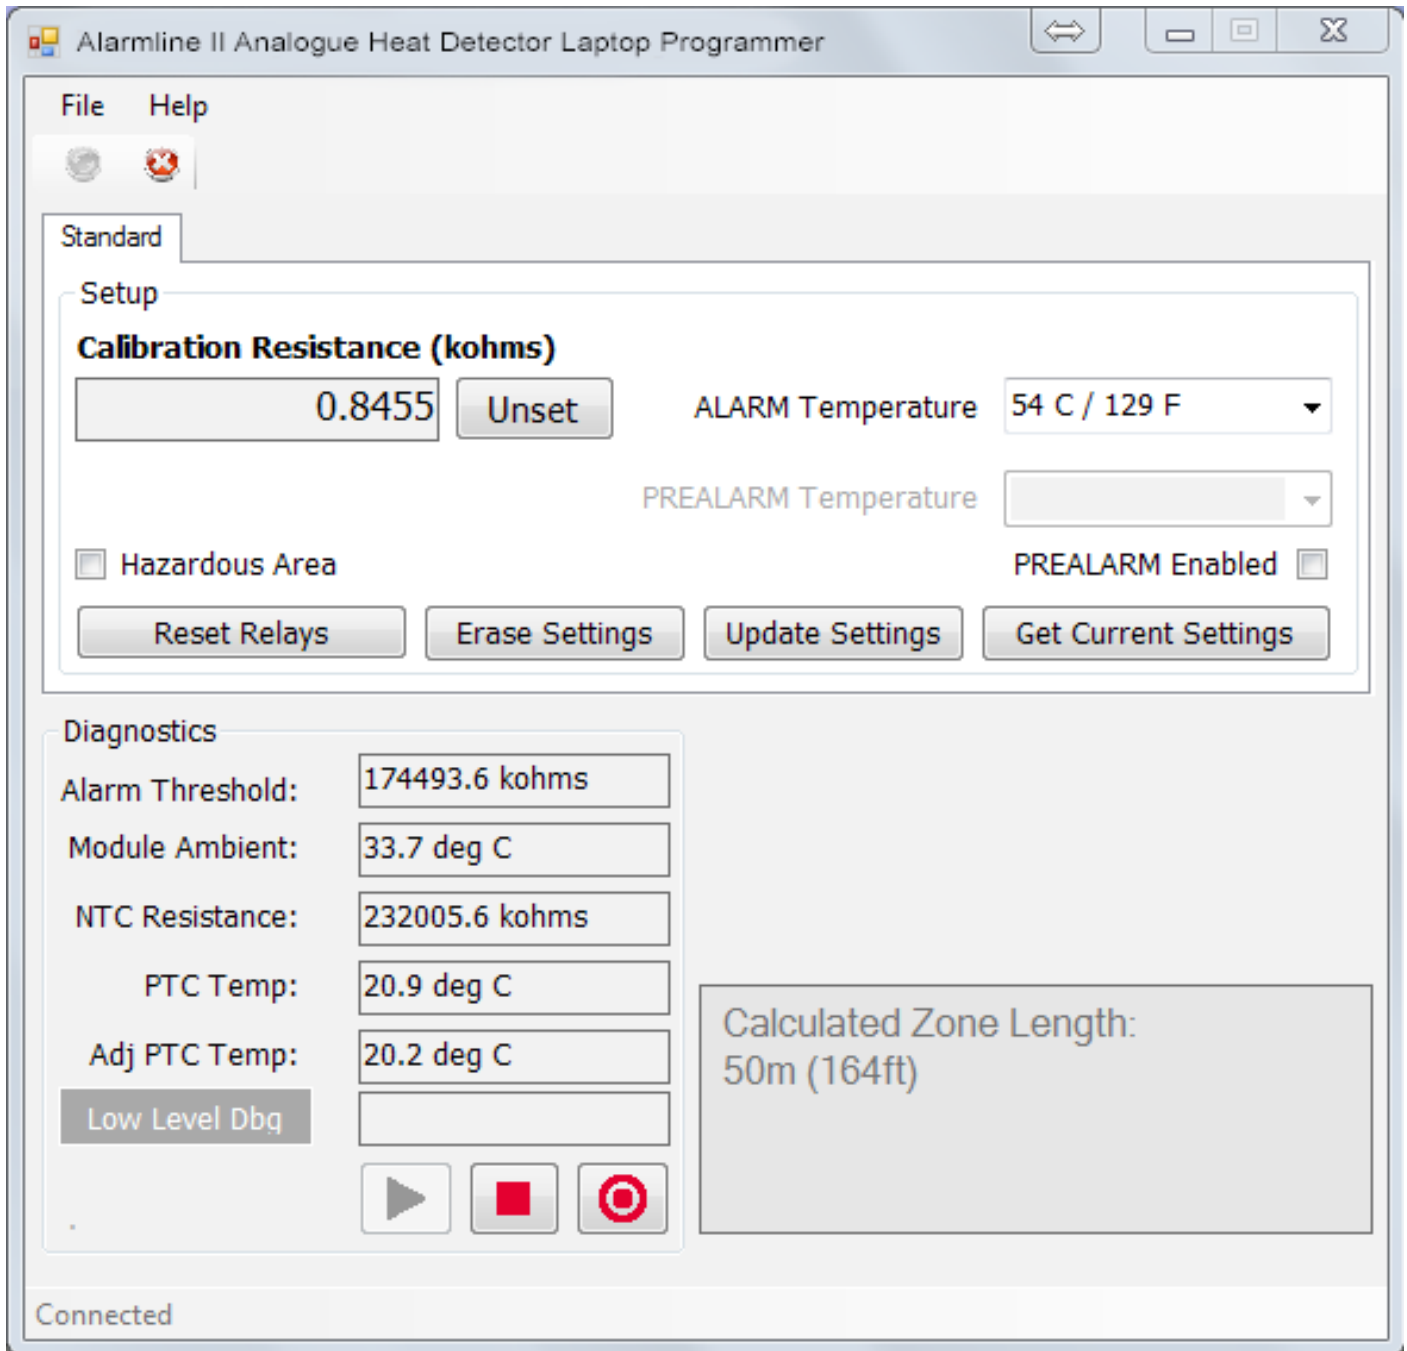 Alarmline II Analogue Heat Detector Laptop Programmer
File Help
Standard
Setup
Calibration Resistance (kohms)
0.8455 Unset ALARM Temperature 54 C / 129 F
PREALARM Temperature
Hazardous Area PREALARM Enabled
Reset Relays Erase Settings Update Settings Get Current Settings
Diagnostics
Alarm Threshold: 174493.6 kohms
Module Ambient: 33.7 deg C
NTC Resistance: 232005.6 kohms
PTC Temp: 20.9 deg C
Adj PTC Temp: 20.2 deg C
Low Level Dbg
.
Calculated Zone Length:
50m (164ft)
Connected